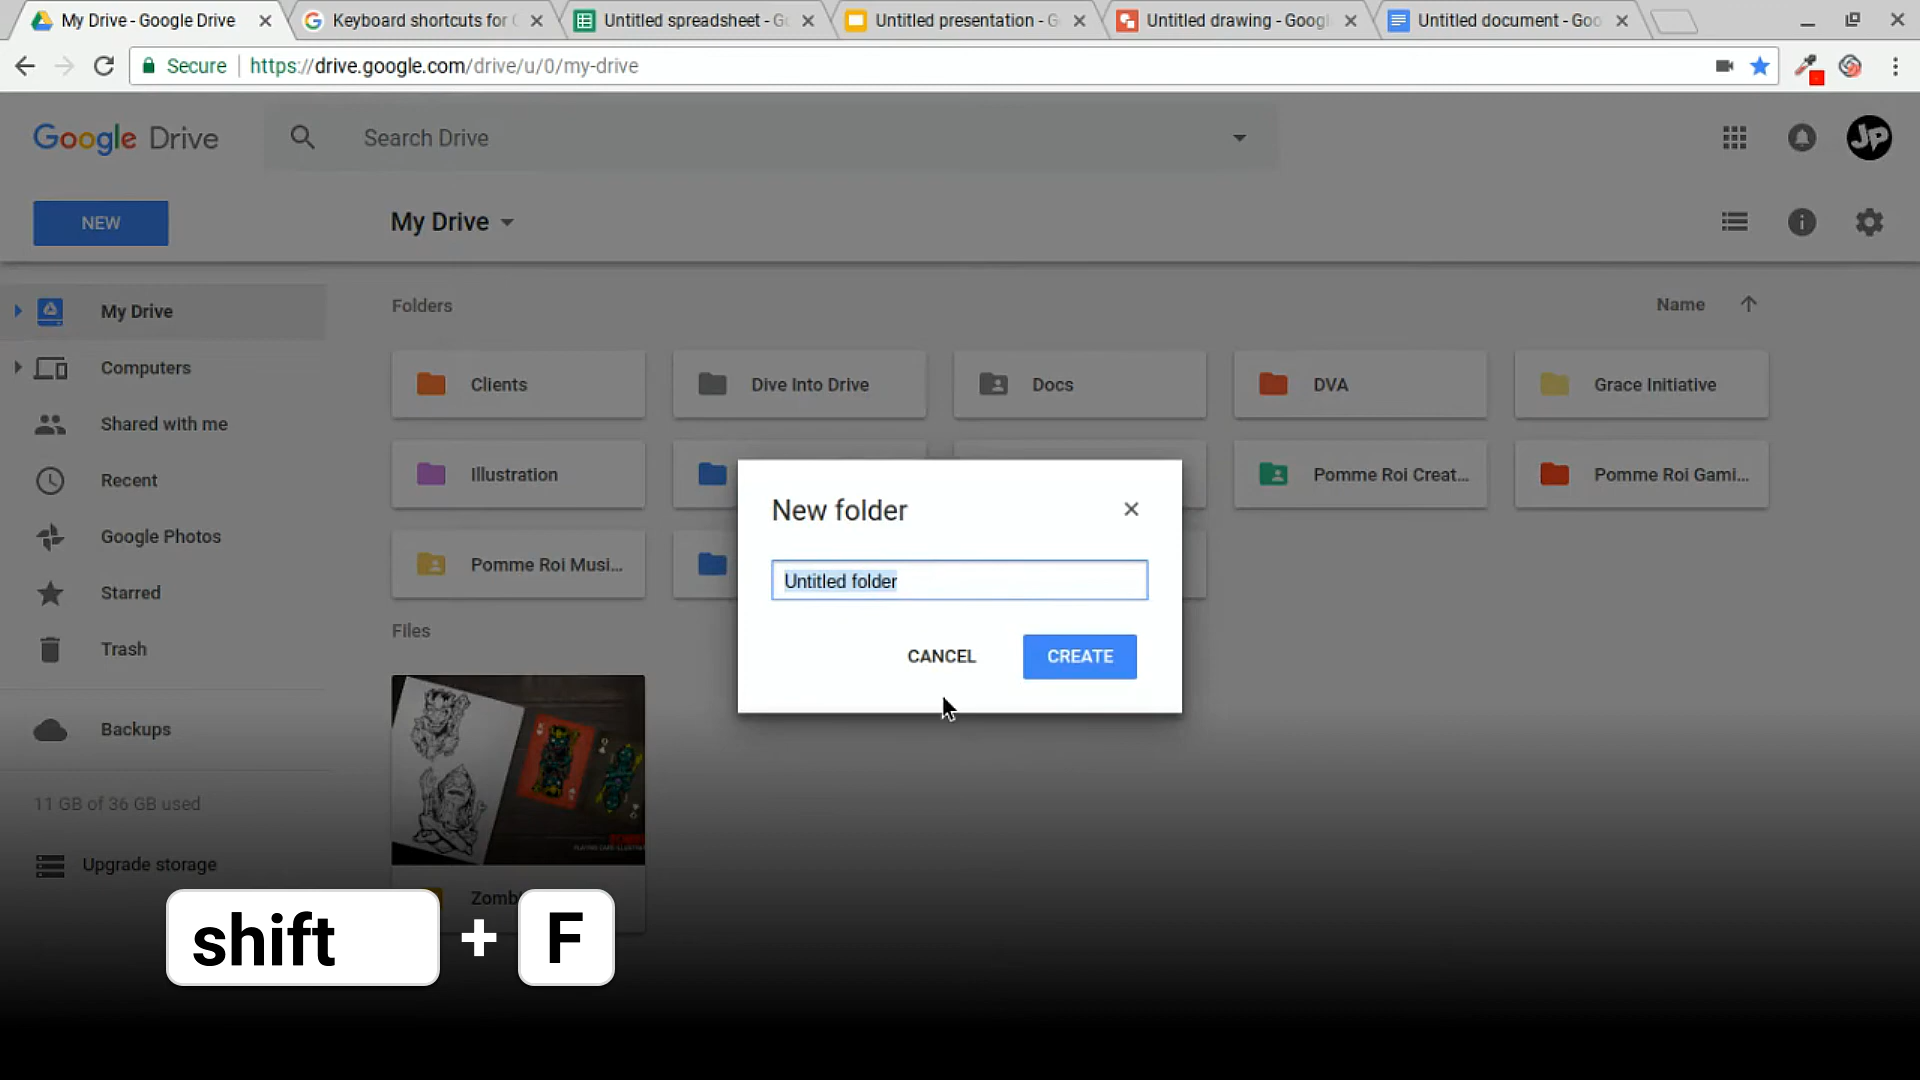 My Drive - Google Drive
Keyboard shortcuts for
Untitled spreadsheet - G
Untitled presentation - G
Untitled drawing - Googl
Untitled document - Goo
Secure
https://drive.google.com/drive/u/0/my-drive
Google Drive
Search Drive
JP
NEW
My Drive
My Drive
Computers
Shared with me
Recent
Google Photos
Starred
Trash
Backups
11 GB of 36 GB used
Upgrade storage
Folders
Name
Clients
Dive Into Drive
Docs
DVA
Grace Initiative
Illustration
Pomme Roi Creat...
Pomme Roi Gami...
Pomme Roi Musi...
Files
Zomb
New folder
Untitled folder
CANCEL
CREATE
shift + F